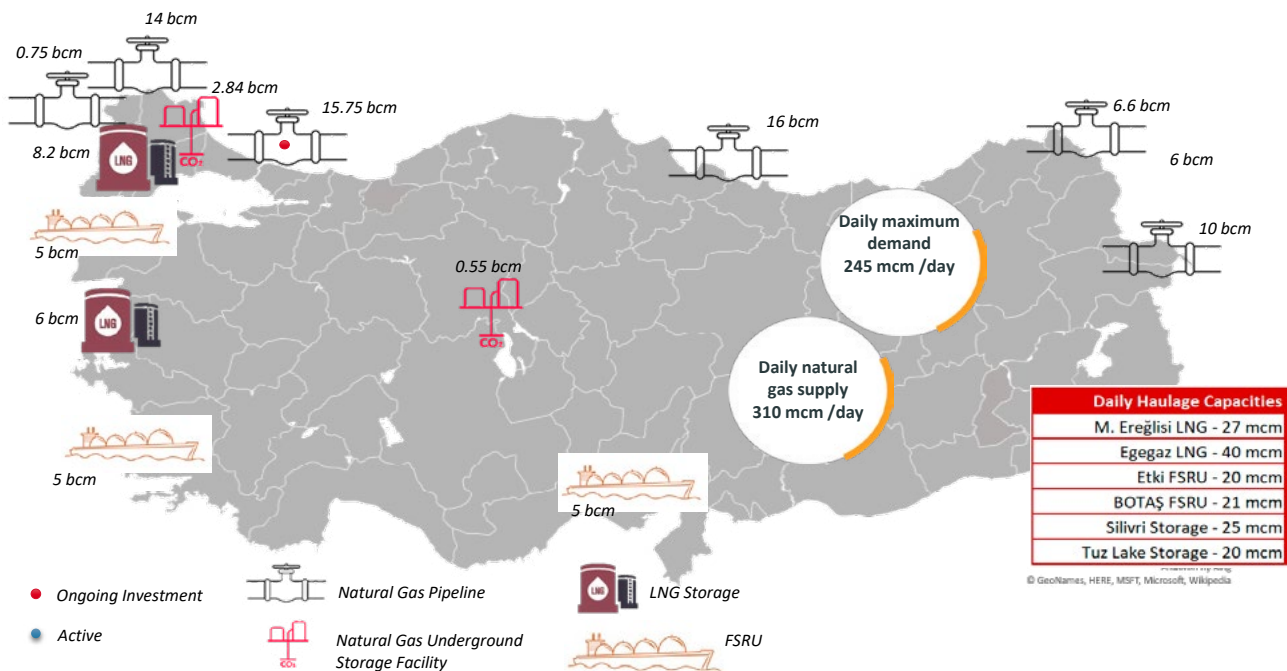 14 bcm
0.75 bcm
2.84 bcm
15.75 bcm
16 bcm
6.6 bcm
8.2 bcm
LNG
CO₂
6 bcm
Daily maximum
demand
245 mcm /day
10 bcm
5 bcm
0.55 bcm
6 bcm
LNG
CO₂
Daily natural
gas supply
310 mcm /day
Daily Haulage Capacities
M. Ereğlisi LNG - 27 mcm
Egegaz LNG - 40 mcm
Etki FSRU - 20 mcm
BOTAŞ FSRU - 21 mcm
Silivri Storage - 25 mcm
Tuz Lake Storage - 20 mcm
5 bcm
5 bcm
© GeoNames, HERE, MSFT, Microsoft, Wikipedia
Ongoing Investment
Natural Gas Pipeline
LNG
LNG Storage
Active
CO₂
Natural Gas Underground
Storage Facility
FSRU